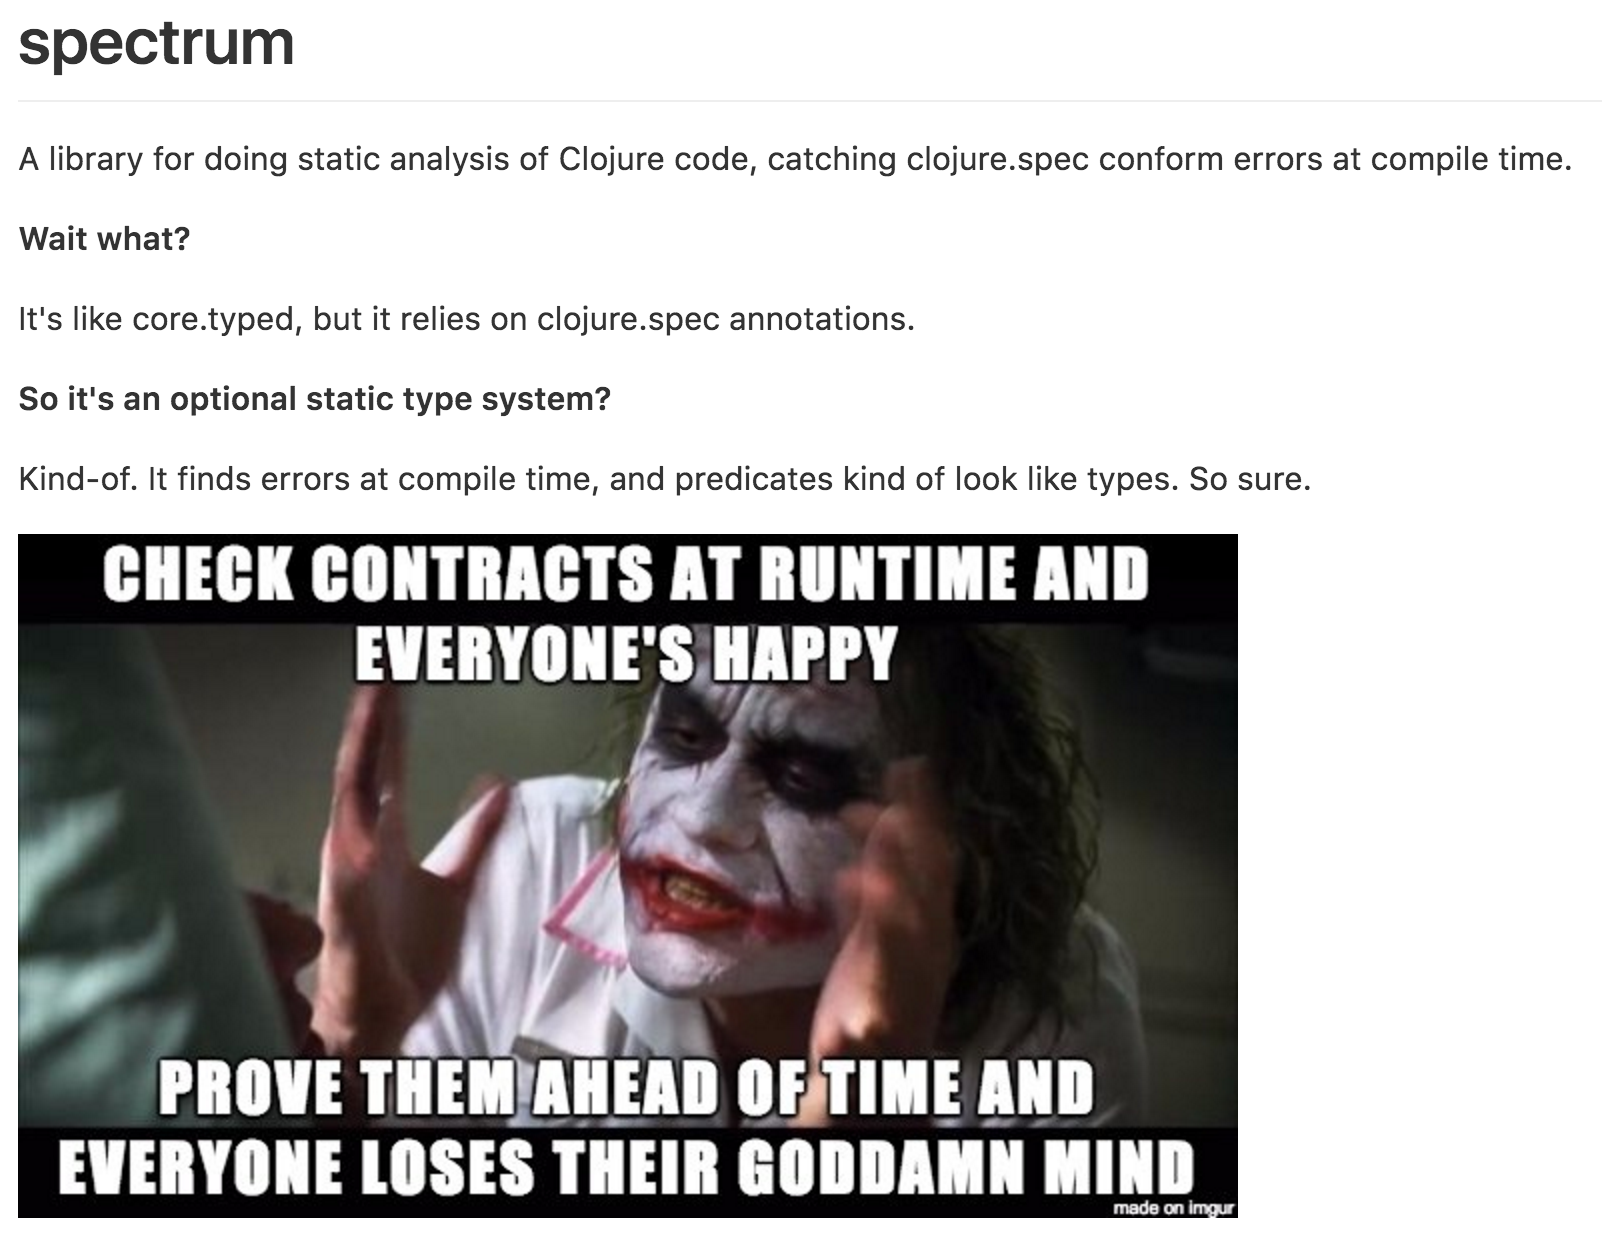 spectrum
A library for doing static analysis of Clojure code, catching clojure.spec conform errors at compile time.
Wait what?
It's like core.typed, but it relies on clojure.spec annotations.
So it's an optional static type system?
Kind-of. It finds errors at compile time, and predicates kind of look like types. So sure.
CHECK CONTRACTS AT RUNTIME AND
EVERYONE'S HAPPY
PROVE THEM AHEAD OF TIME AND
EVERYONE LOSES THEIR GODDAMN MIND
made on imgur